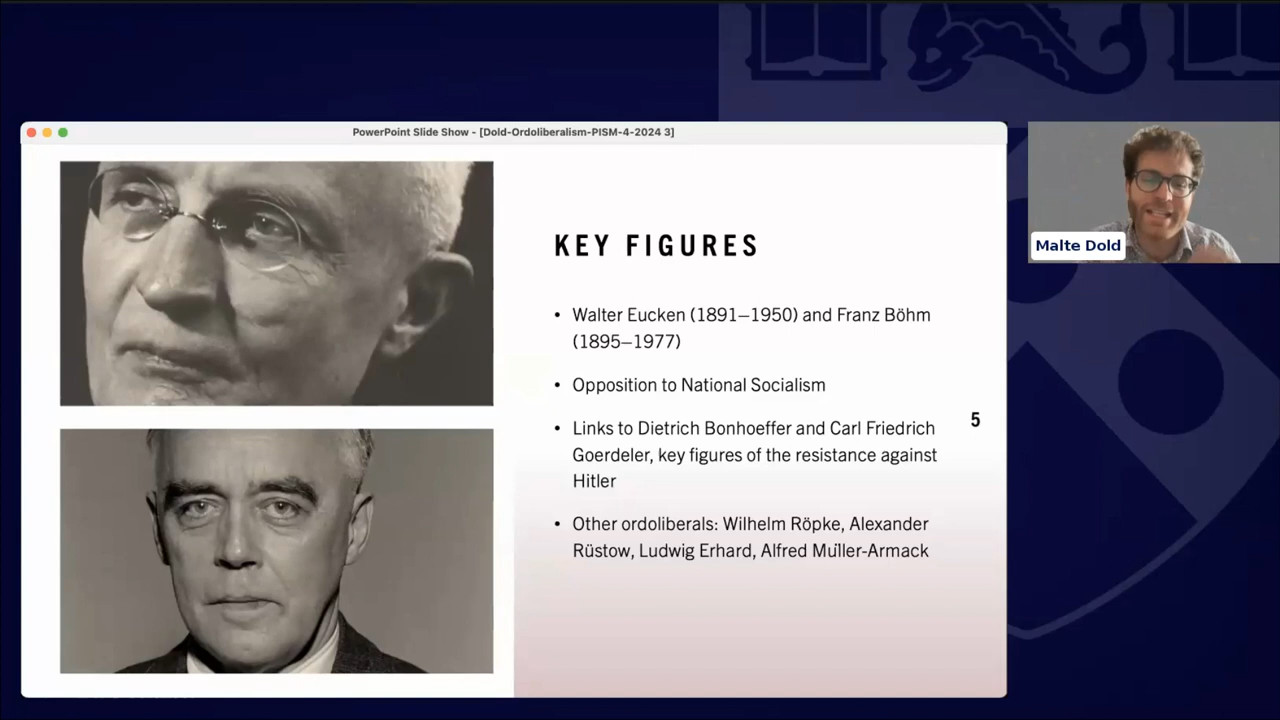 PowerPoint Slide Show - [Dold-Ordoliberalism-PISM-4-2024 3]
KEY FIGURES
• Walter Eucken (1891–1950) and Franz Böhm
(1895–1977)
• Opposition to National Socialism
• Links to Dietrich Bonhoeffer and Carl Friedrich
Goerdeler, key figures of the resistance against
Hitler
• Other ordoliberals: Wilhelm Röpke, Alexander
Rüstow, Ludwig Erhard, Alfred Müller-Armack
5
Malte Dold